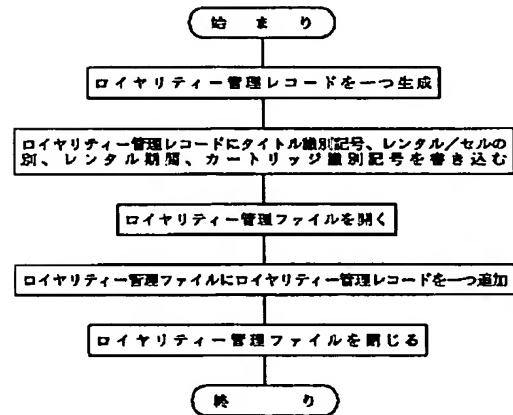 始まり
ロイヤリティー管理レコードを一つ生成
ロイヤリティー管理レコードにタイトル識別記号、レンタル／セルの
別、レンタル期間、カートリッジ識別記号を書き込む
ロイヤリティー管理ファイルを開く
ロイヤリティー管理ファイルにロイヤリティー管理レコードを一つ追加
ロイヤリティー管理ファイルを閉じる
終り